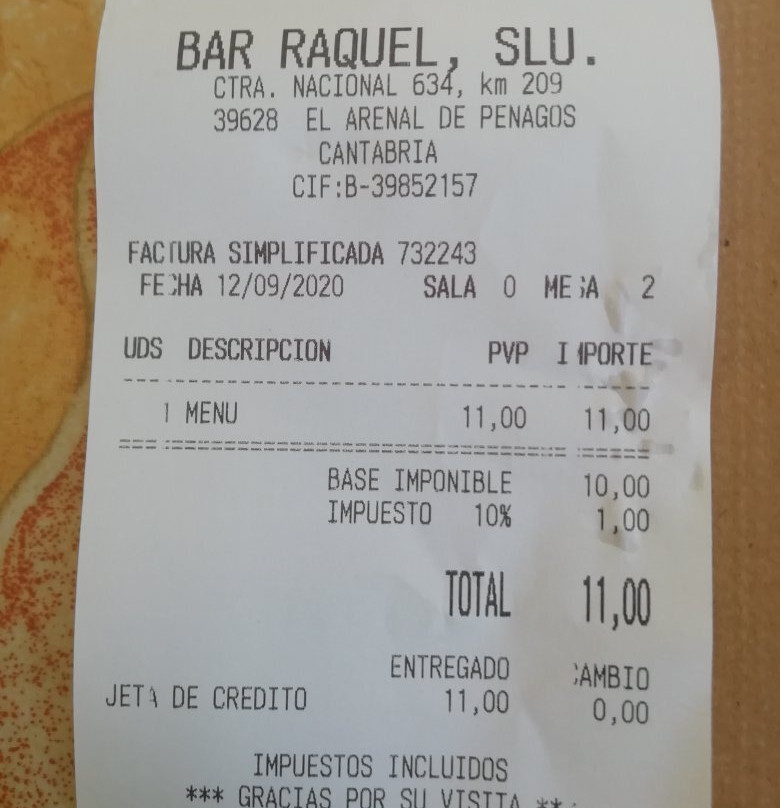 BAR RAQUEL, SLU.
CTRA. NACIONAL 634, km 209
39628 EL ARENAL DE PENAGOS
CANTABRIA
CIF:B-39852157
FACTURA SIMPLIFICADA 732243
FECHA 12/09/2020 SALA 0 MESA 2
UDS DESCRIPCION PVP IMPORTE
1 MENU 11,00 11,00
BASE IMPONIBLE 10,00
IMPUESTO 10% 1,00
TOTAL 11,00
ENTREGADO CAMBIO
JETA DE CREDITO 11,00 0,00
IMPUESTOS INCLUIDOS
*** GRACIAS POR SU VISITA **